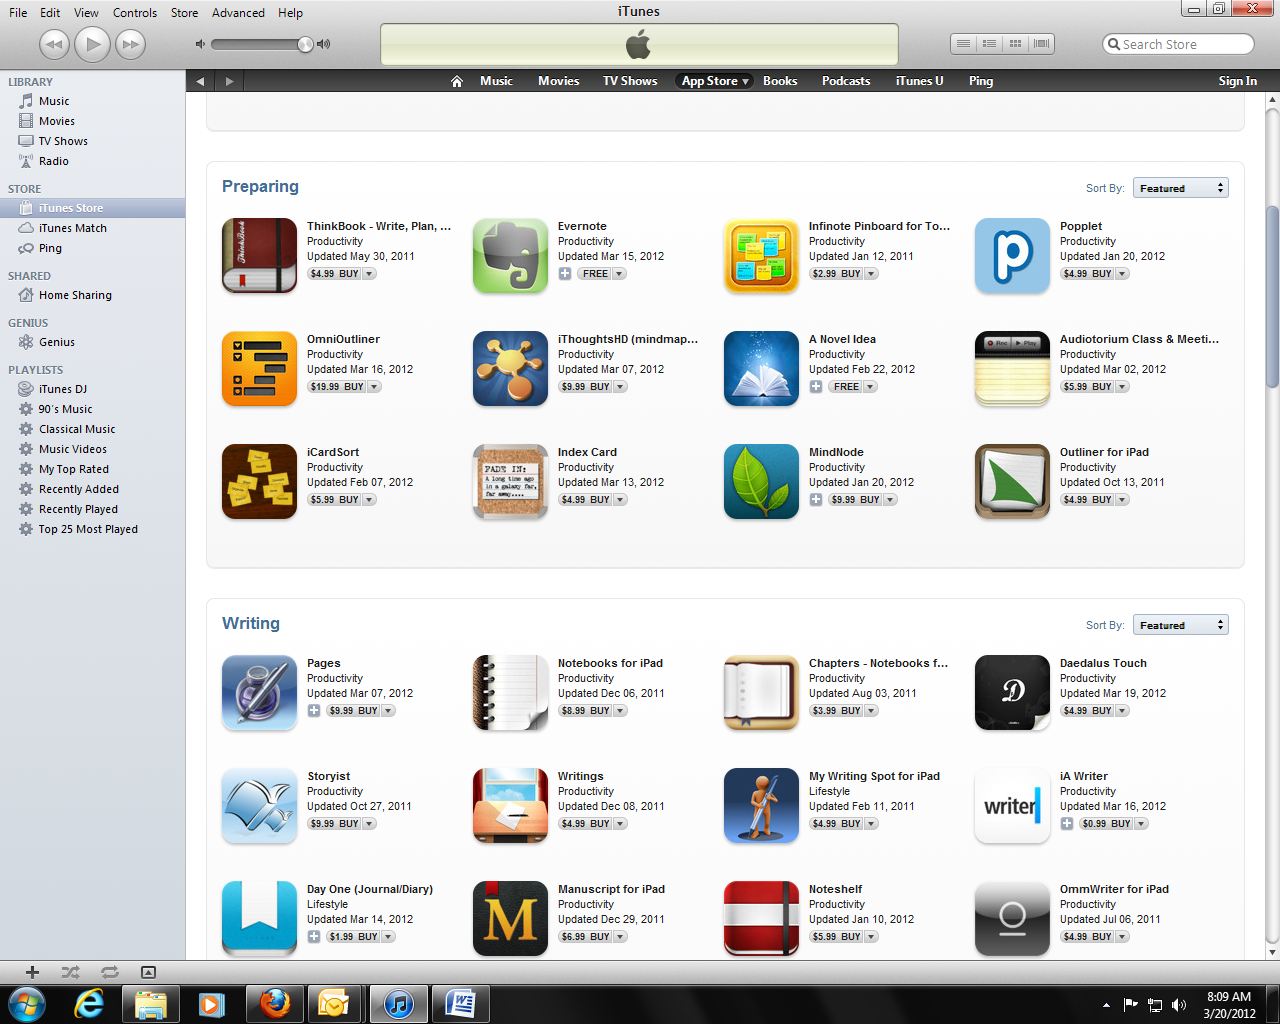 File Edit View Controls Store Advanced Help
iTunes
Search Store
LIBRARY
Music
Movies
TV Shows
Radio
STORE
iTunes Store
iTunes Match
Ping
SHARED
Home Sharing
GENIUS
Genius
PLAYLISTS
iTunes DJ
90's Music
Classical Music
Music Videos
My Top Rated
Recently Added
Recently Played
Top 25 Most Played
Music Movies TV Shows App Store Books Podcasts iTunes U Ping Sign In
Preparing
Sort By: Featured
ThinkBook
ThinkBook - Write, Plan, ...
Productivity
Updated May 30, 2011
$4.99 BUY
Evernote
Productivity
Updated Mar 15, 2012
FREE
Infinote Pinboard for To...
Productivity
Updated Jan 12, 2011
$2.99 BUY
p
Popplet
Productivity
Updated Jan 20, 2012
$4.99 BUY
OmniOutliner
Productivity
Updated Mar 16, 2012
$19.99 BUY
iThoughtsHD (mindmap...
Productivity
Updated Mar 07, 2012
$9.99 BUY
A Novel Idea
Productivity
Updated Feb 22, 2012
FREE
Rec Play
Audiotorium Class & Meeti...
Productivity
Updated Mar 02, 2012
$5.99 BUY
iCardSort
Productivity
Updated Feb 07, 2012
$5.99 BUY
FADE IN:
A long time ago
in a galaxy far,
far away....
Index Card
Productivity
Updated Mar 13, 2012
$4.99 BUY
MindNode
Productivity
Updated Jan 20, 2012
$9.99 BUY
Outliner for iPad
Productivity
Updated Oct 13, 2011
$4.99 BUY
Writing
Sort By: Featured
Pages
Productivity
Updated Mar 07, 2012
$9.99 BUY
Notebooks for iPad
Productivity
Updated Dec 06, 2011
$8.99 BUY
Chapters - Notebooks f...
Productivity
Updated Aug 03, 2011
$3.99 BUY
D
Daedalus Touch
Productivity
Updated Mar 19, 2012
$4.99 BUY
Storyist
Productivity
Updated Oct 27, 2011
$9.99 BUY
Writings
Productivity
Updated Dec 08, 2011
$4.99 BUY
My Writing Spot for iPad
Lifestyle
Updated Feb 11, 2011
$4.99 BUY
writer
iA Writer
Productivity
Updated Mar 16, 2012
$0.99 BUY
Day One (Journal/Diary)
Lifestyle
Updated Mar 14, 2012
$1.99 BUY
M
Manuscript for iPad
Productivity
Updated Dec 29, 2011
$6.99 BUY
Noteshelf
Productivity
Updated Jan 10, 2012
$5.99 BUY
OmmWriter for iPad
Productivity
Updated Jul 06, 2011
$4.99 BUY
8:09 AM
3/20/2012